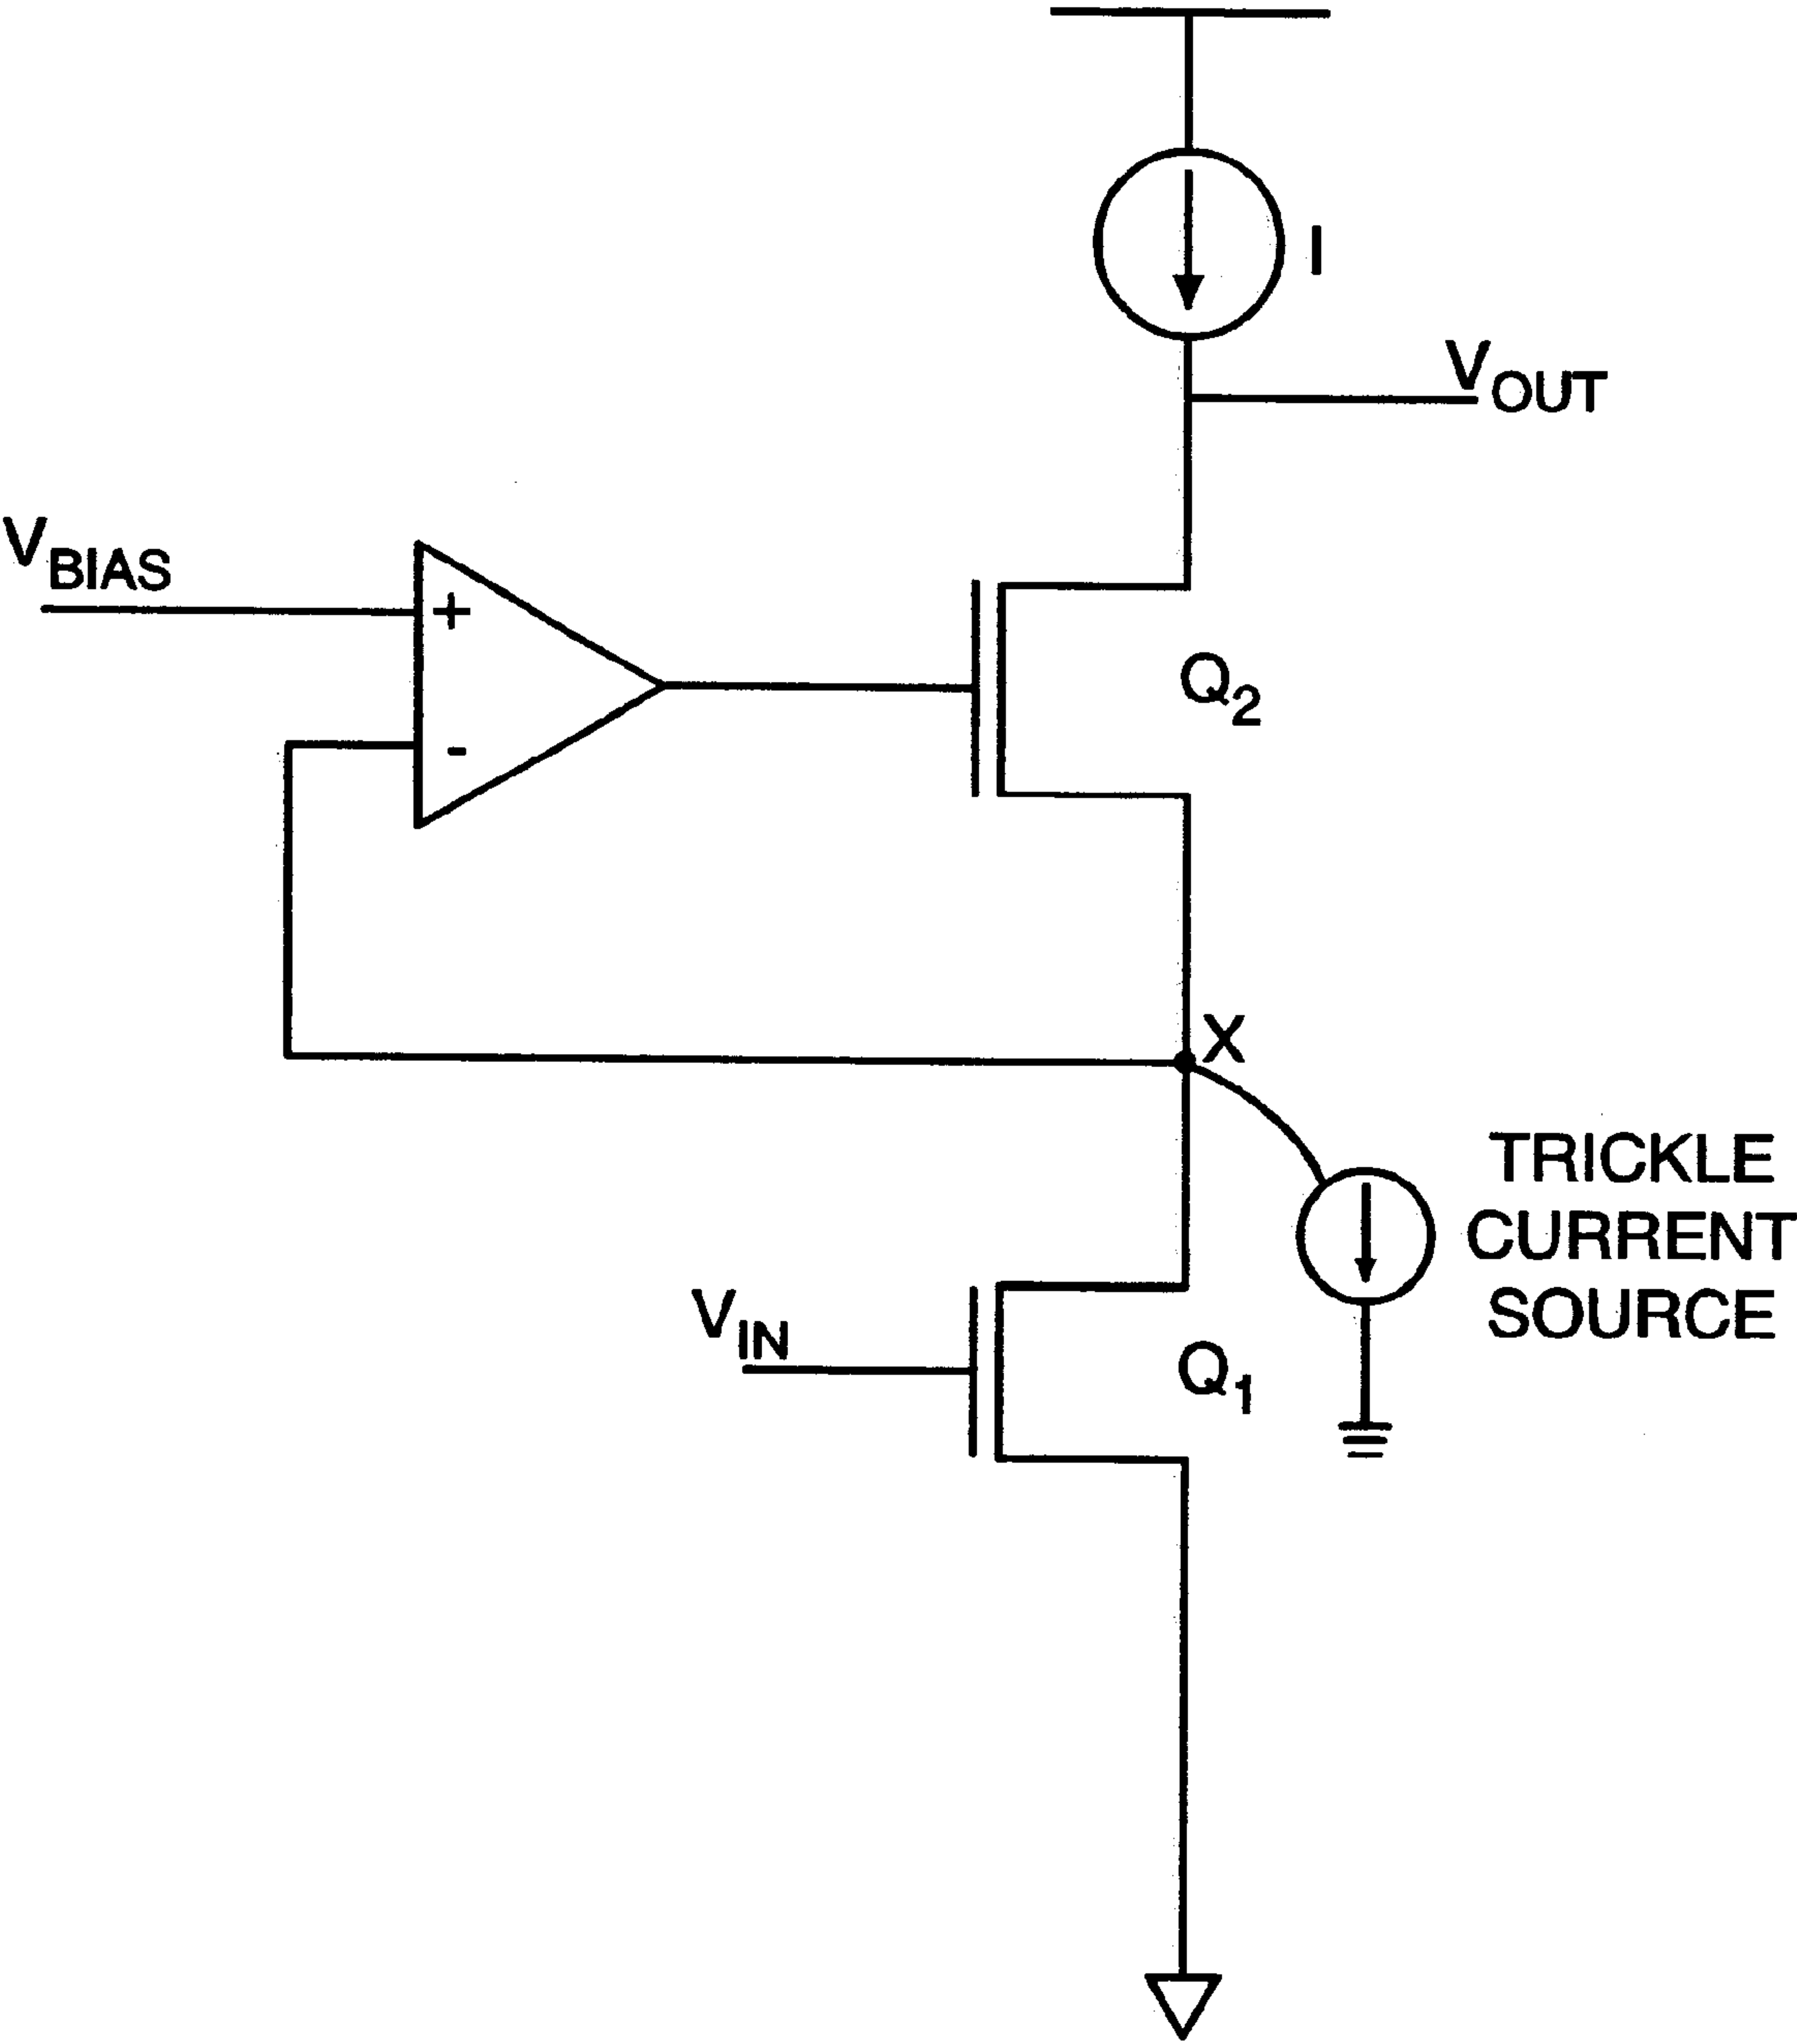 I
VOUT
VBIAS
+
-
Q2
X
TRICKLE
CURRENT
SOURCE
VIN
Q1